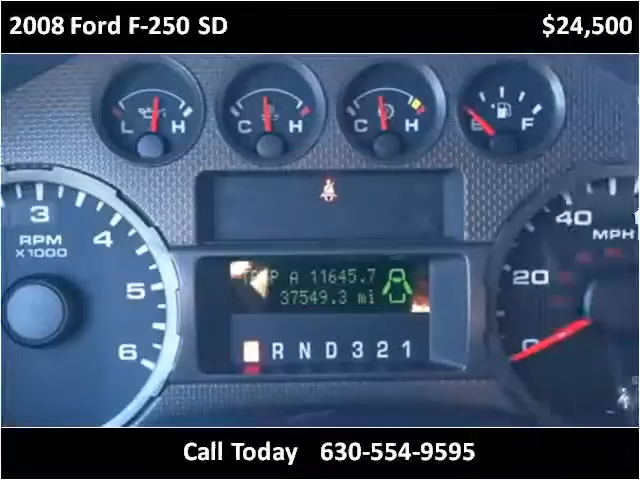 2008 Ford F-250 SD $24,500
L H C H C H E F
3
4
5
6
RPM
X1000
TRIP A 11645.7
37549.3 mi
R N D 3 2 1
40
MPH
20
0
Call Today 630-554-9595